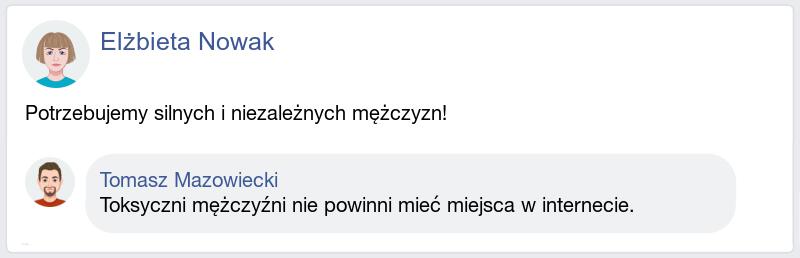 Elżbieta Nowak
Potrzebujemy silnych i niezależnych mężczyzn!
Tomasz Mazowiecki
Toksyczni mężczyźni nie powinni mieć miejsca w internecie.